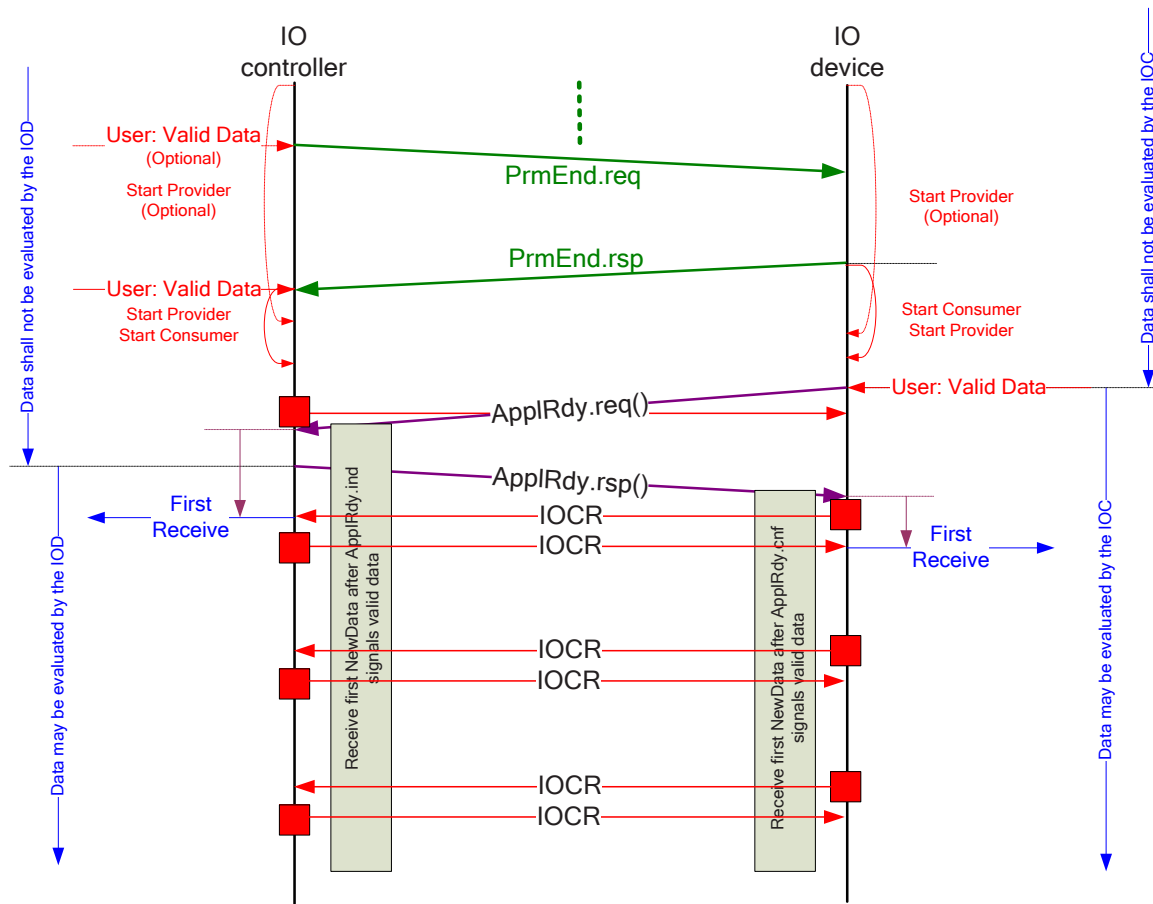 IO
controller
IO
device
Data shall not be evaluated by the IOD
Data shall not be evaluated by the IOC
User: Valid Data
(Optional)
Start Provider
(Optional)
PrmEnd.req
Start Provider
(Optional)
PrmEnd.rsp
User: Valid Data
Start Provider
Start Consumer
Start Consumer
Start Provider
User: Valid Data
ApplRdy.req()
ApplRdy.rsp()
First
Receive
IOCR
IOCR
First
Receive
Data may be evaluated by the IOD
Receive first NewData after ApplRdy.ind
signals valid data
Receive first NewData after ApplRdy.cnf
signals valid data
Data may be evaluated by the IOC
IOCR
IOCR
IOCR
IOCR